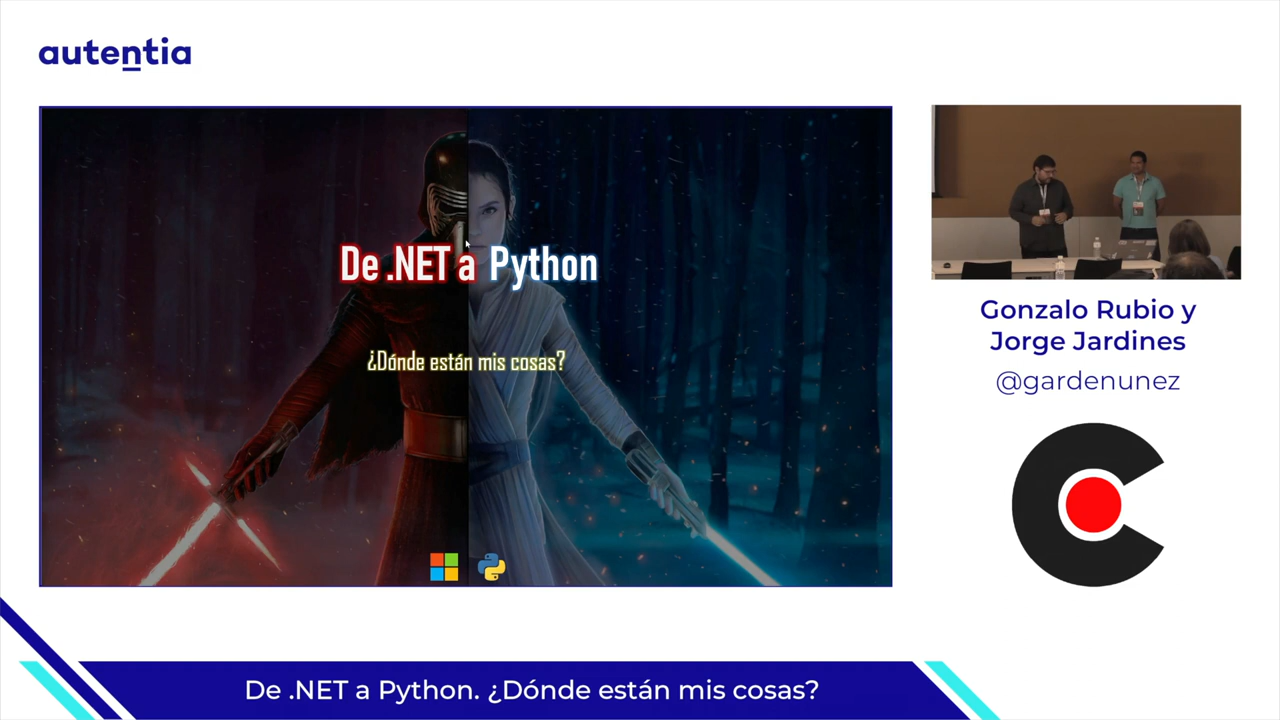 autentia
De .NET a Python
¿Dónde están mis cosas?
Gonzalo Rubio y
Jorge Jardines
@gardenunez
De .NET a Python. ¿Dónde están mis cosas?